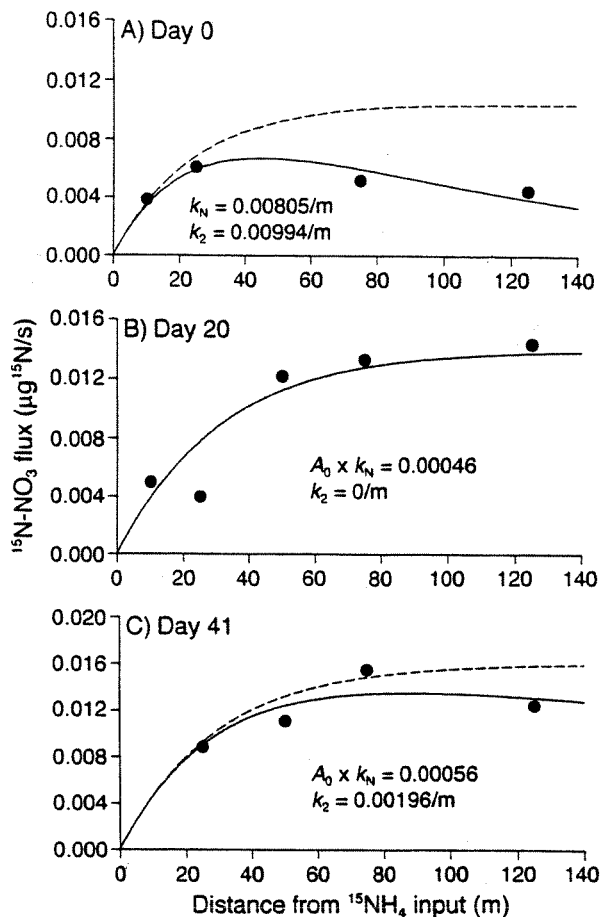 A) Day 0
0.016
0.012
0.008
0.004
0.000
k_N = 0.00805/m
k_2 = 0.00994/m
0 20 40 60 80 100 120 140
¹⁵N-NO₃ flux (µg¹⁵N/s)
B) Day 20
0.016
0.012
0.008
0.004
0.000
A₀ x k_N = 0.00046
k₂ = 0/m
0 20 40 60 80 100 120 140
C) Day 41
0.020
0.016
0.012
0.008
0.004
0.000
A₀ x k_N = 0.00056
k₂ = 0.00196/m
0 20 40 60 80 100 120 140
Distance from ¹⁵NH₄ input (m)